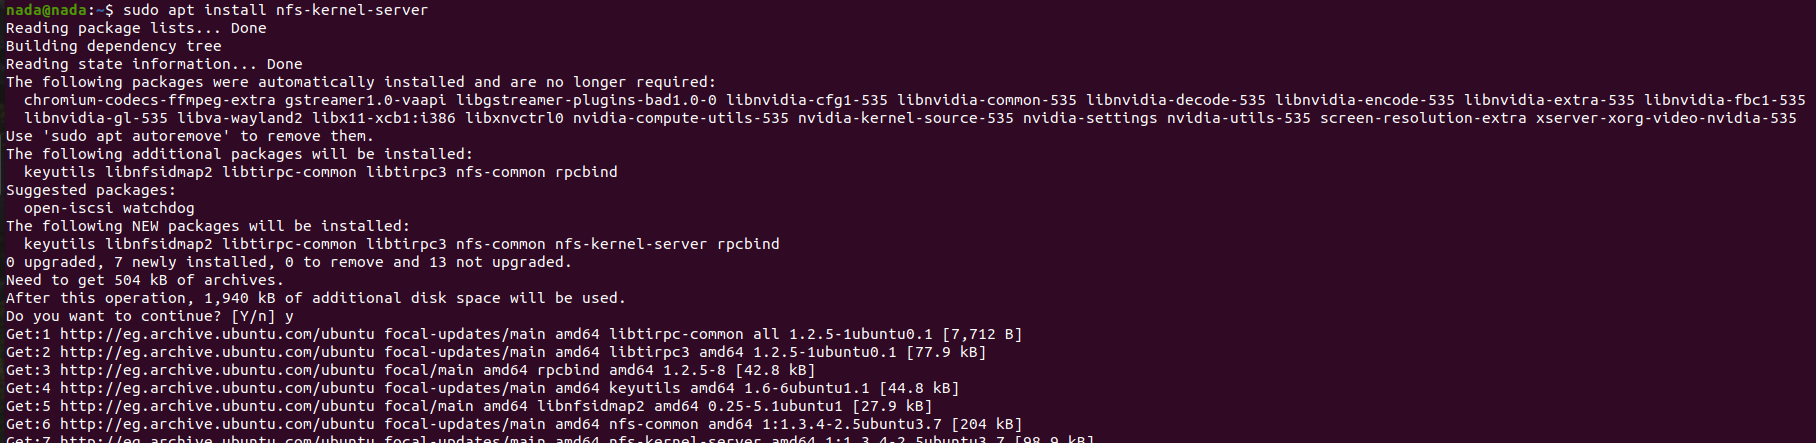 nada@nada:~$ sudo apt install nfs-kernel-server
Reading package lists... Done
Building dependency tree
Reading state information... Done
The following packages were automatically installed and are no longer required:
  chromium-codecs-ffmpeg-extra gstreamer1.0-vaapi libgstreamer-plugins-bad1.0-0 libnvidia-cfg1-535 libnvidia-common-535 libnvidia-decode-535 libnvidia-encode-535 libnvidia-extra-535 libnvidia-fbc1-535
  libnvidia-gl-535 libva-wayland2 libx11-xcb1:i386 libxnvctrl0 nvidia-compute-utils-535 nvidia-kernel-source-535 nvidia-settings nvidia-utils-535 screen-resolution-extra xserver-xorg-video-nvidia-535
Use 'sudo apt autoremove' to remove them.
The following additional packages will be installed:
  keyutils libnfsidmap2 libtirpc-common libtirpc3 nfs-common rpcbind
Suggested packages:
  open-iscsi watchdog
The following NEW packages will be installed:
  keyutils libnfsidmap2 libtirpc-common libtirpc3 nfs-common nfs-kernel-server rpcbind
0 upgraded, 7 newly installed, 0 to remove and 13 not upgraded.
Need to get 504 kB of archives.
After this operation, 1,940 kB of additional disk space will be used.
Do you want to continue? [Y/n] y
Get:1 http://eg.archive.ubuntu.com/ubuntu focal-updates/main amd64 libtirpc-common all 1.2.5-1ubuntu0.1 [7,712 B]
Get:2 http://eg.archive.ubuntu.com/ubuntu focal-updates/main amd64 libtirpc3 amd64 1.2.5-1ubuntu0.1 [77.9 kB]
Get:3 http://eg.archive.ubuntu.com/ubuntu focal/main amd64 rpcbind amd64 1.2.5-8 [42.8 kB]
Get:4 http://eg.archive.ubuntu.com/ubuntu focal-updates/main amd64 keyutils amd64 1.6-6ubuntu1.1 [44.8 kB]
Get:5 http://eg.archive.ubuntu.com/ubuntu focal/main amd64 libnfsidmap2 amd64 0.25-5.1ubuntu1 [27.9 kB]
Get:6 http://eg.archive.ubuntu.com/ubuntu focal-updates/main amd64 nfs-common amd64 1:1.3.4-2.5ubuntu3.7 [204 kB]
Get:7 http://eg.archive.ubuntu.com/ubuntu focal-updates/main amd64 nfs-kernel-server amd64 1:1.3.4-2.5ubuntu3.7 [98.9 kB]